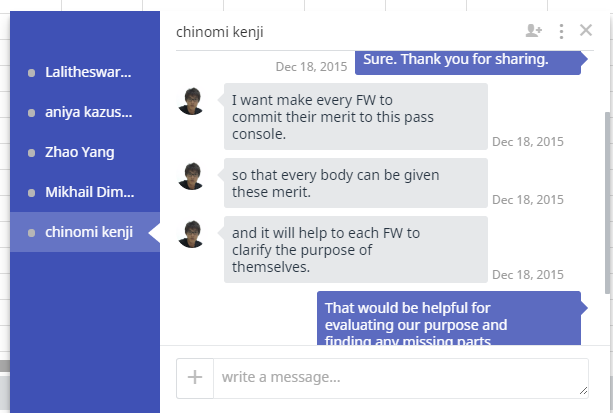 Lalitheswar...
aniya kazus...
Zhao Yang
Mikhail Dim...
chinomi kenji
chinomi kenji
Sure. Thank you for sharing.
Dec 18, 2015
I want make every FW to
commit their merit to this pass
console.
Dec 18, 2015
so that every body can be given
these merit.
Dec 18, 2015
and it will help to each FW to
clarify the purpose of
themselves.
Dec 18, 2015
That would be helpful for
evaluating our purpose and
finding any missing parts
write a message...